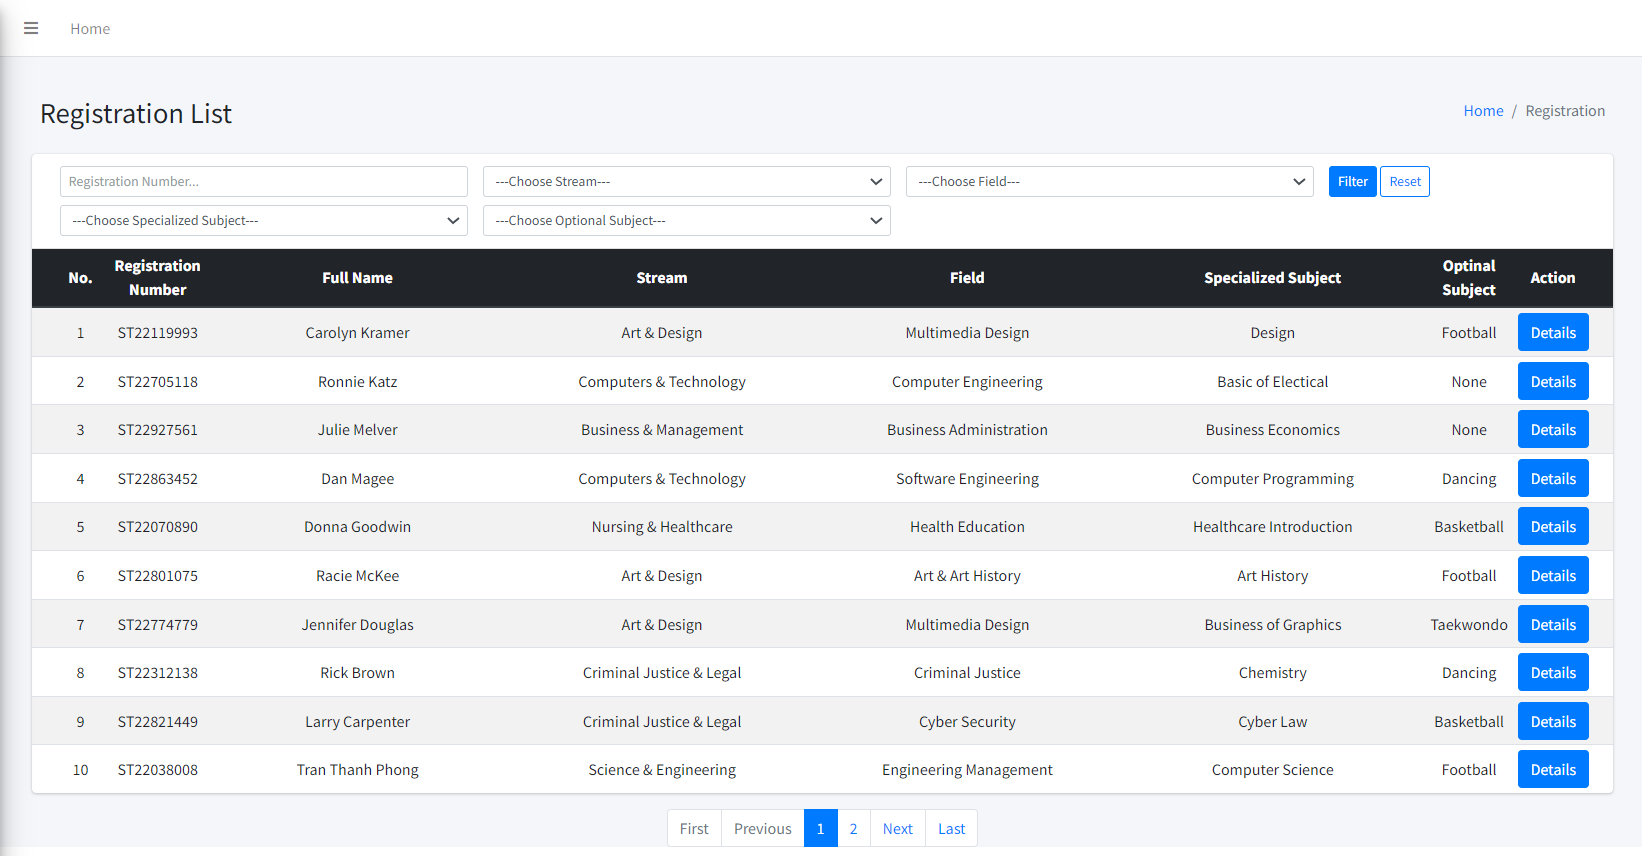 Home
Registration List
Home / Registration
Registration Number...
---Choose Stream---
---Choose Field---
Filter
Reset
---Choose Specialized Subject---
---Choose Optional Subject---
No. Registration Number Full Name Stream Field Specialized Subject Optinal Subject Action
1 ST22119993 Carolyn Kramer Art & Design Multimedia Design Design Football Details
2 ST22705118 Ronnie Katz Computers & Technology Computer Engineering Basic of Electical None Details
3 ST22927561 Julie Melver Business & Management Business Administration Business Economics None Details
4 ST22863452 Dan Magee Computers & Technology Software Engineering Computer Programming Dancing Details
5 ST22070890 Donna Goodwin Nursing & Healthcare Health Education Healthcare Introduction Basketball Details
6 ST22801075 Racie McKee Art & Design Art & Art History Art History Football Details
7 ST22774779 Jennifer Douglas Art & Design Multimedia Design Business of Graphics Taekwondo Details
8 ST22312138 Rick Brown Criminal Justice & Legal Criminal Justice Chemistry Dancing Details
9 ST22821449 Larry Carpenter Criminal Justice & Legal Cyber Security Cyber Law Basketball Details
10 ST22038008 Tran Thanh Phong Science & Engineering Engineering Management Computer Science Football Details
First Previous 1 2 Next Last